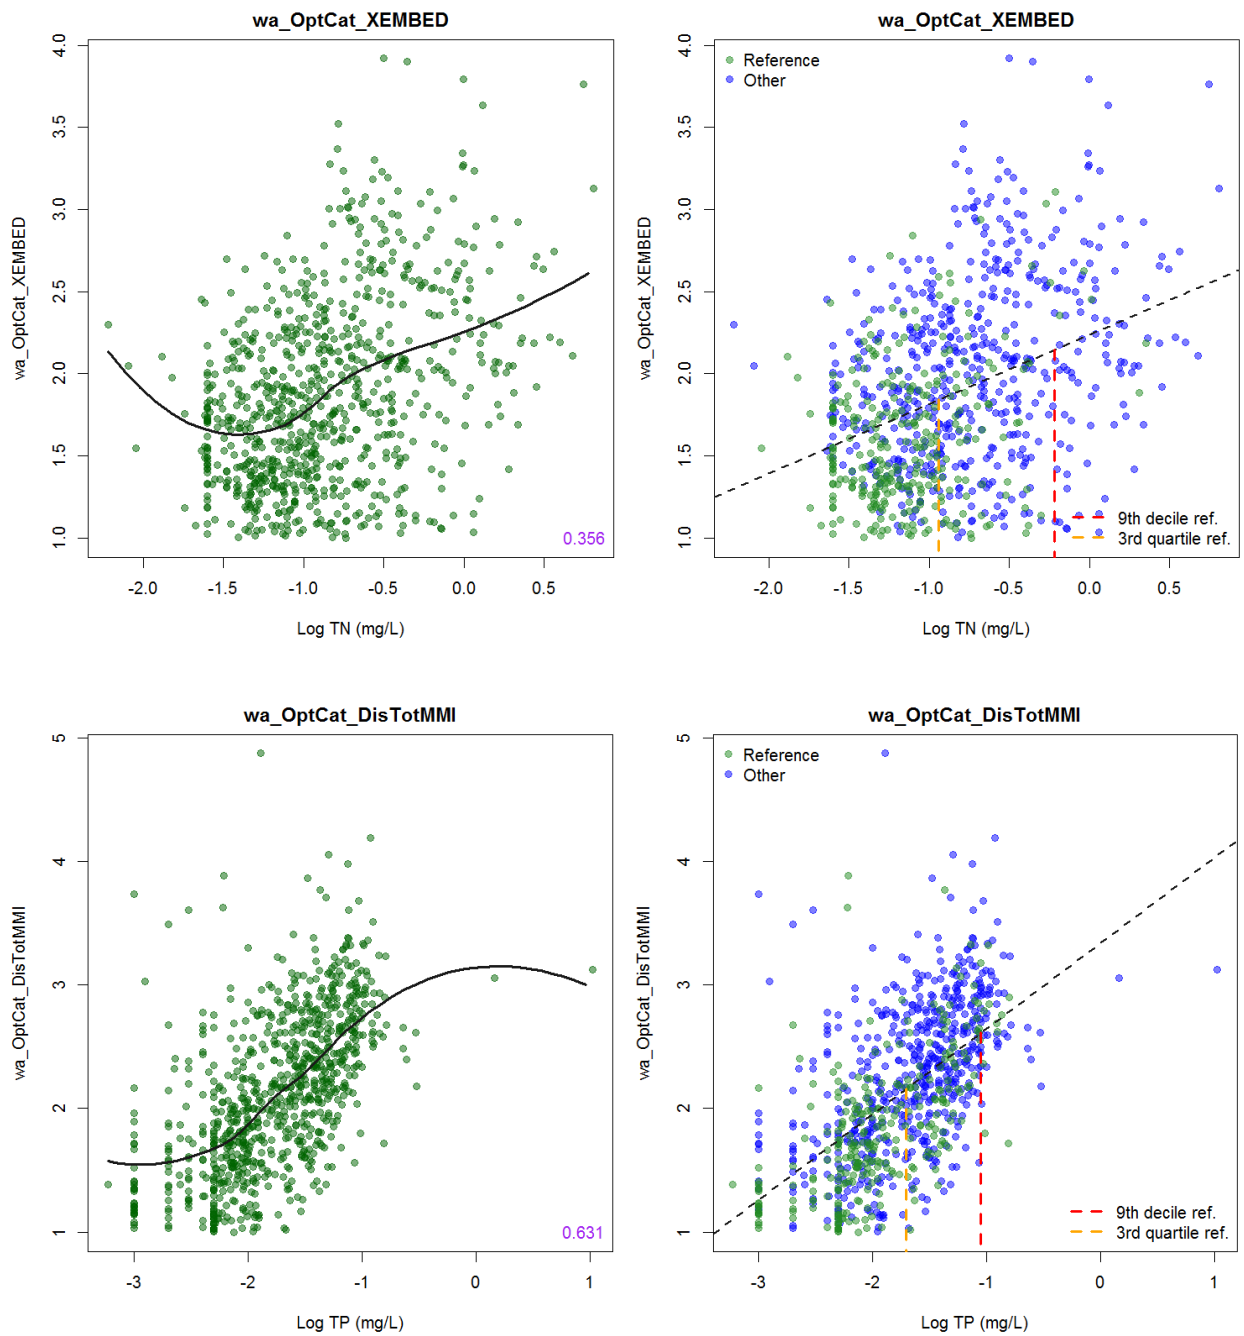 wa_OptCat_XEMBED
4.0
3.5
3.0
2.5
2.0
1.5
1.0
wa_OptCat_XEMBED
0.356
-2.0 -1.5 -1.0 -0.5 0.0 0.5
Log TN (mg/L)
wa_OptCat_XEMBED
Reference
Other
4.0
3.5
3.0
2.5
2.0
1.5
1.0
wa_OptCat_XEMBED
9th decile ref.
3rd quartile ref.
-2.0 -1.5 -1.0 -0.5 0.0 0.5
Log TN (mg/L)
wa_OptCat_DisTotMMI
5
4
3
2
1
wa_OptCat_DisTotMMI
0.631
-3 -2 -1 0 1
Log TP (mg/L)
wa_OptCat_DisTotMMI
Reference
Other
5
4
3
2
1
wa_OptCat_DisTotMMI
9th decile ref.
3rd quartile ref.
-3 -2 -1 0 1
Log TP (mg/L)